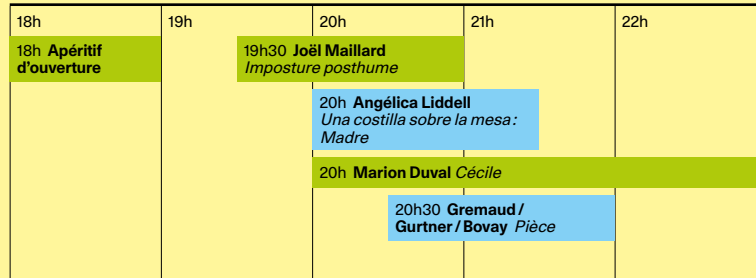 18h 19h 20h 21h 22h
18h Apéritif
d'ouverture
19h30 Joël Maillard
Imposture posthume
20h Angélica Liddell
Una costilla sobre la mesa :
Madre
20h Marion Duval Cécile
20h30 Gremaud /
Gurtner / Bovay Pièce